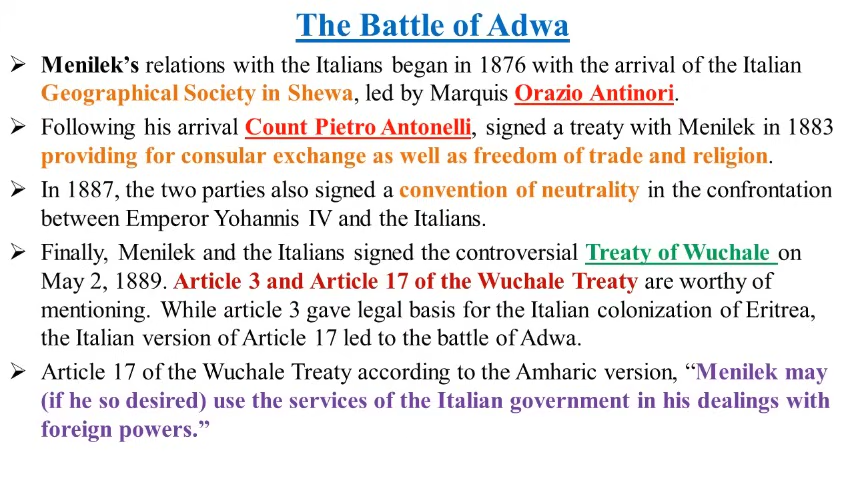 The Battle of Adwa
➢ Menilek’s relations with the Italians began in 1876 with the arrival of the Italian
Geographical Society in Shewa, led by Marquis Orazio Antinori.
➢ Following his arrival Count Pietro Antonelli, signed a treaty with Menilek in 1883
providing for consular exchange as well as freedom of trade and religion.
➢ In 1887, the two parties also signed a convention of neutrality in the confrontation
between Emperor Yohannis IV and the Italians.
➢ Finally, Menilek and the Italians signed the controversial Treaty of Wuchale on
May 2, 1889. Article 3 and Article 17 of the Wuchale Treaty are worthy of
mentioning. While article 3 gave legal basis for the Italian colonization of Eritrea,
the Italian version of Article 17 led to the battle of Adwa.
➢ Article 17 of the Wuchale Treaty according to the Amharic version, “Menilek may
(if he so desired) use the services of the Italian government in his dealings with
foreign powers.”